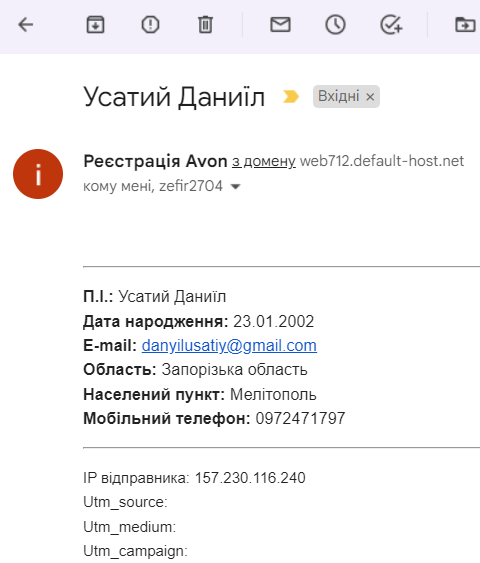 Усатий Даниїл Вхідні ×
Реєстрація Avon з домену web712.default-host.net
кому мені, zefir2704
П.І.: Усатий Даниїл
Дата народження: 23.01.2002
E-mail: danyilusatiy@gmail.com
Область: Запорізька область
Населений пункт: Мелітополь
Мобільний телефон: 0972471797
IP відправника: 157.230.116.240
Utm_source:
Utm_medium:
Utm_campaign: